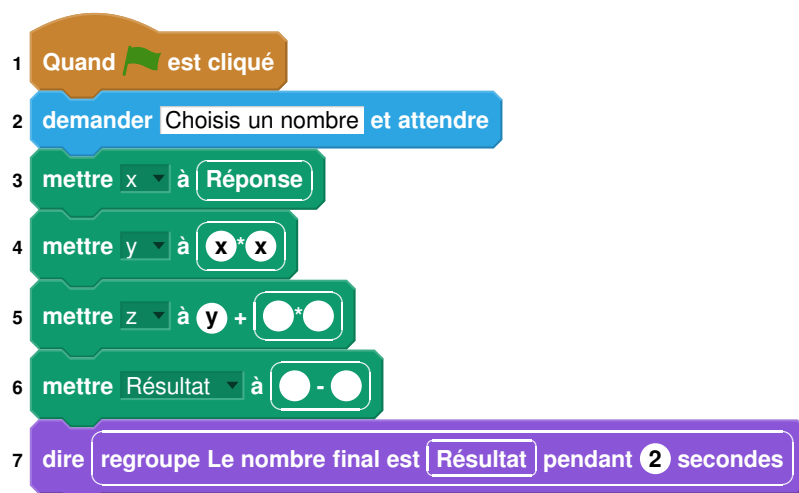 1 Quand est cliqué
2 demander Choisis un nombre et attendre
3 mettre x à Réponse
4 mettre y à x * x
5 mettre z à y + *
6 mettre Résultat à -
7 dire regroupe Le nombre final est Résultat pendant 2 secondes